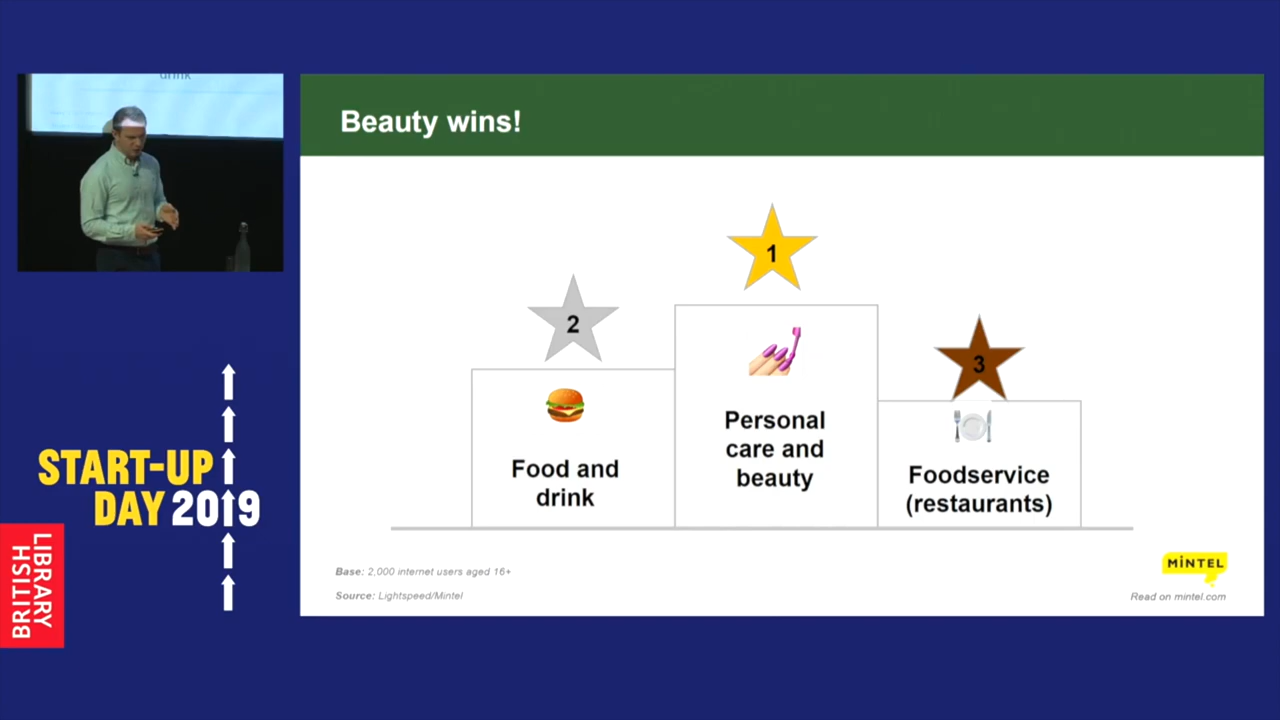 drink
Beauty wins!
1
2
3
Food and
drink
Personal
care and
beauty
Foodservice
(restaurants)
Base: 2,000 internet users aged 16+
Source: Lightspeed/Mintel
MiNTEL
Read on mintel.com
START-UP
DAY 2019
LIBRARY
BRITISH